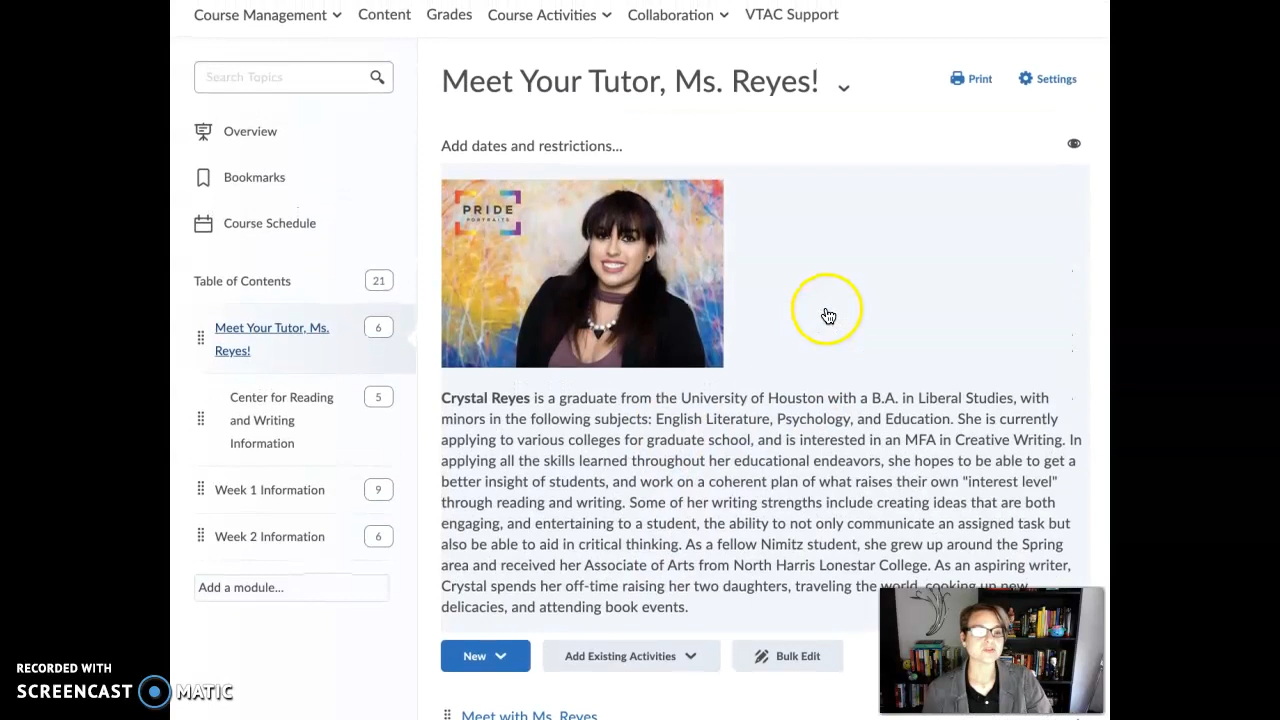 Course Management Content Grades Course Activities Collaboration VTAC Support
Search Topics
Overview
Bookmarks
Course Schedule
Table of Contents 21
Meet Your Tutor, Ms. Reyes! 6
Center for Reading and Writing Information 5
Week 1 Information 9
Week 2 Information 6
Add a module...
Meet Your Tutor, Ms. Reyes!
Print Settings
Add dates and restrictions...
PRIDE
PORTRAITS
Crystal Reyes is a graduate from the University of Houston with a B.A. in Liberal Studies, with
minors in the following subjects: English Literature, Psychology, and Education. She is currently
applying to various colleges for graduate school, and is interested in an MFA in Creative Writing. In
applying all the skills learned throughout her educational endeavors, she hopes to be able to get a
better insight of students, and work on a coherent plan of what raises their own "interest level"
through reading and writing. Some of her writing strengths include creating ideas that are both
engaging, and entertaining to a student, the ability to not only communicate an assigned task but
also be able to aid in critical thinking. As a fellow Nimitz student, she grew up around the Spring
area and received her Associate of Arts from North Harris Lonestar College. As an aspiring writer,
Crystal spends her off-time raising her two daughters, traveling the world, cooking up new
delicacies, and attending book events.
New Add Existing Activities Bulk Edit
Meet with Ms. Reyes
RECORDED WITH
SCREENCAST MATIC